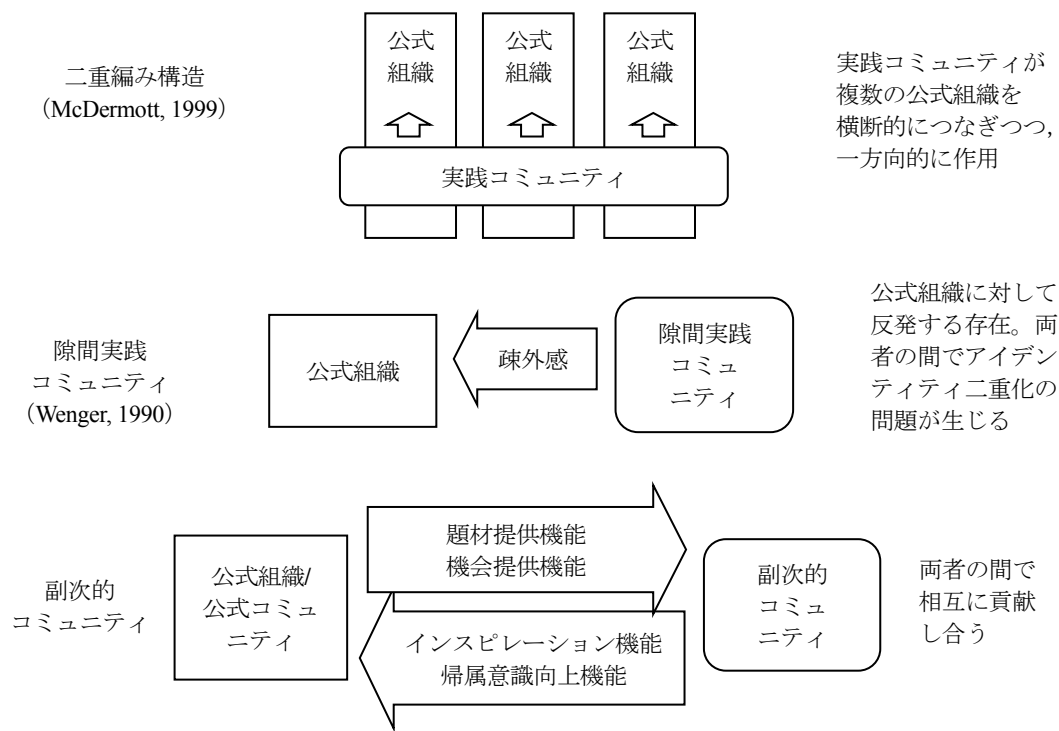 二重編み構造
（McDermott, 1999）
公式
組織
公式
組織
公式
組織
実践コミュニティ
実践コミュニティが
複数の公式組織を
横断的につなぎつつ，
一方向的に作用
隙間実践
コミュニティ
（Wenger, 1990）
公式組織
疎外感
隙間実践
コミュ
ニティ
公式組織に対して
反発する存在。両
者の間でアイデン
ティティ二重化の
問題が生じる
副次的
コミュニティ
公式組織/
公式コミュ
ニティ
題材提供機能
機会提供機能
インスピレーション機能
帰属意識向上機能
副次的
コミュ
ニティ
両者の間で
相互に貢献
し合う